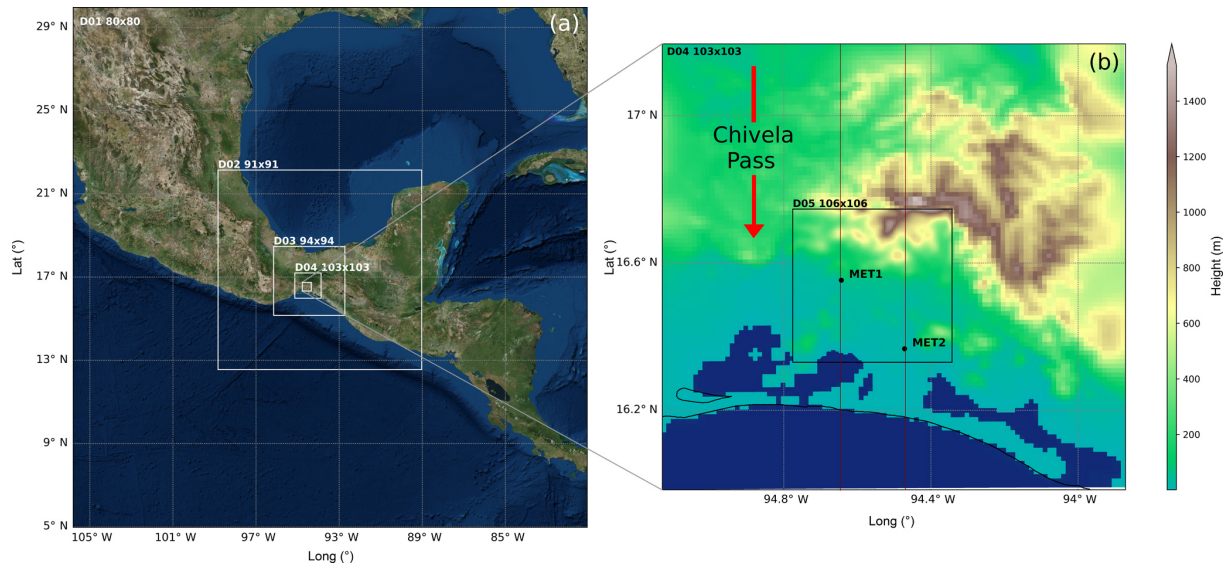 29° N
25° N
21° N
17° N
13° N
9° N
5° N
Lat (°)
105° W 101° W 97° W 93° W 89° W 85° W
Long (°)
D01 80x80
(a)
D02 91x91
D03 94x94
D04 103x103
D04 103x103
(b)
Chivela
Pass
D05 106x106
MET1
MET2
17° N
16.6° N
16.2° N
Lat (°)
94.8° W 94.4° W 94° W
Long (°)
1400
1200
1000
800
600
400
200
Height (m)